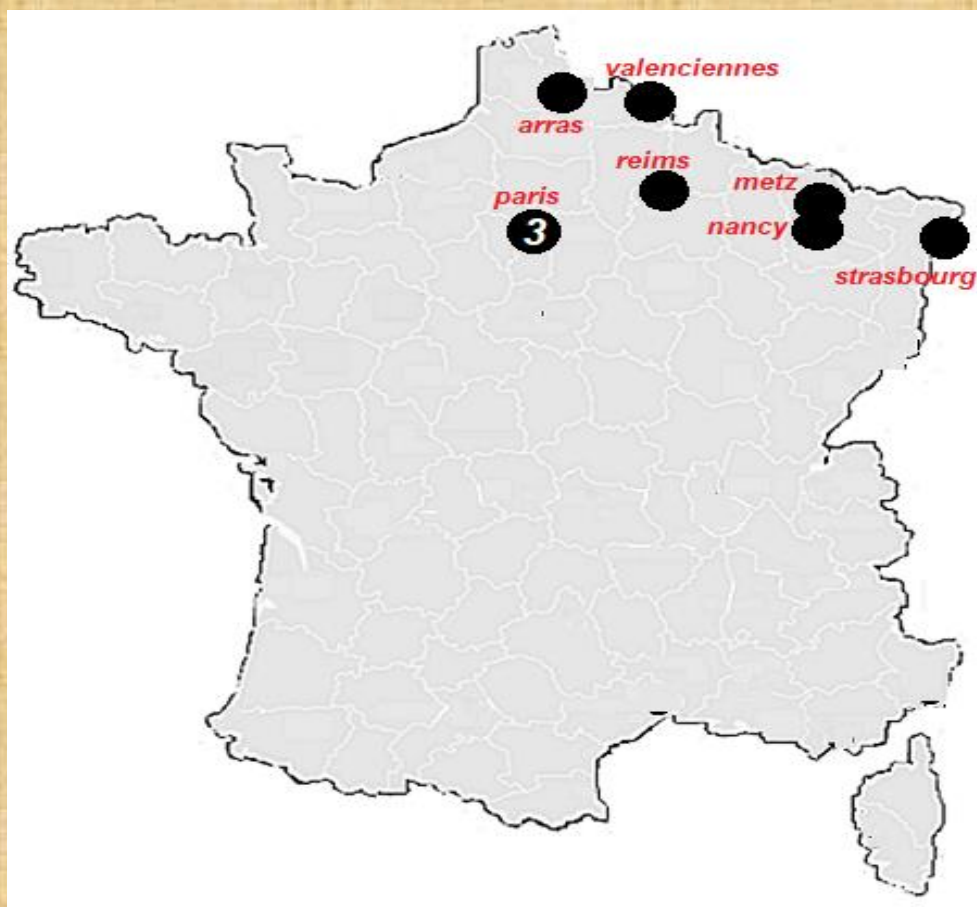 valenciennes
arras
reims
metz
paris
3
nancy
strasbourg